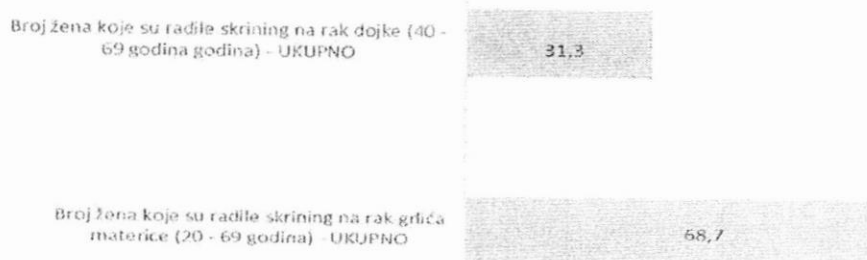 Broj žena koje su radile skrining na rak dojke (40 -
69 godina godina) - UKUPNO
31,3
Broj žena koje su radile skrining na rak grlića
materice (20 - 69 godina) - UKUPNO
68,7